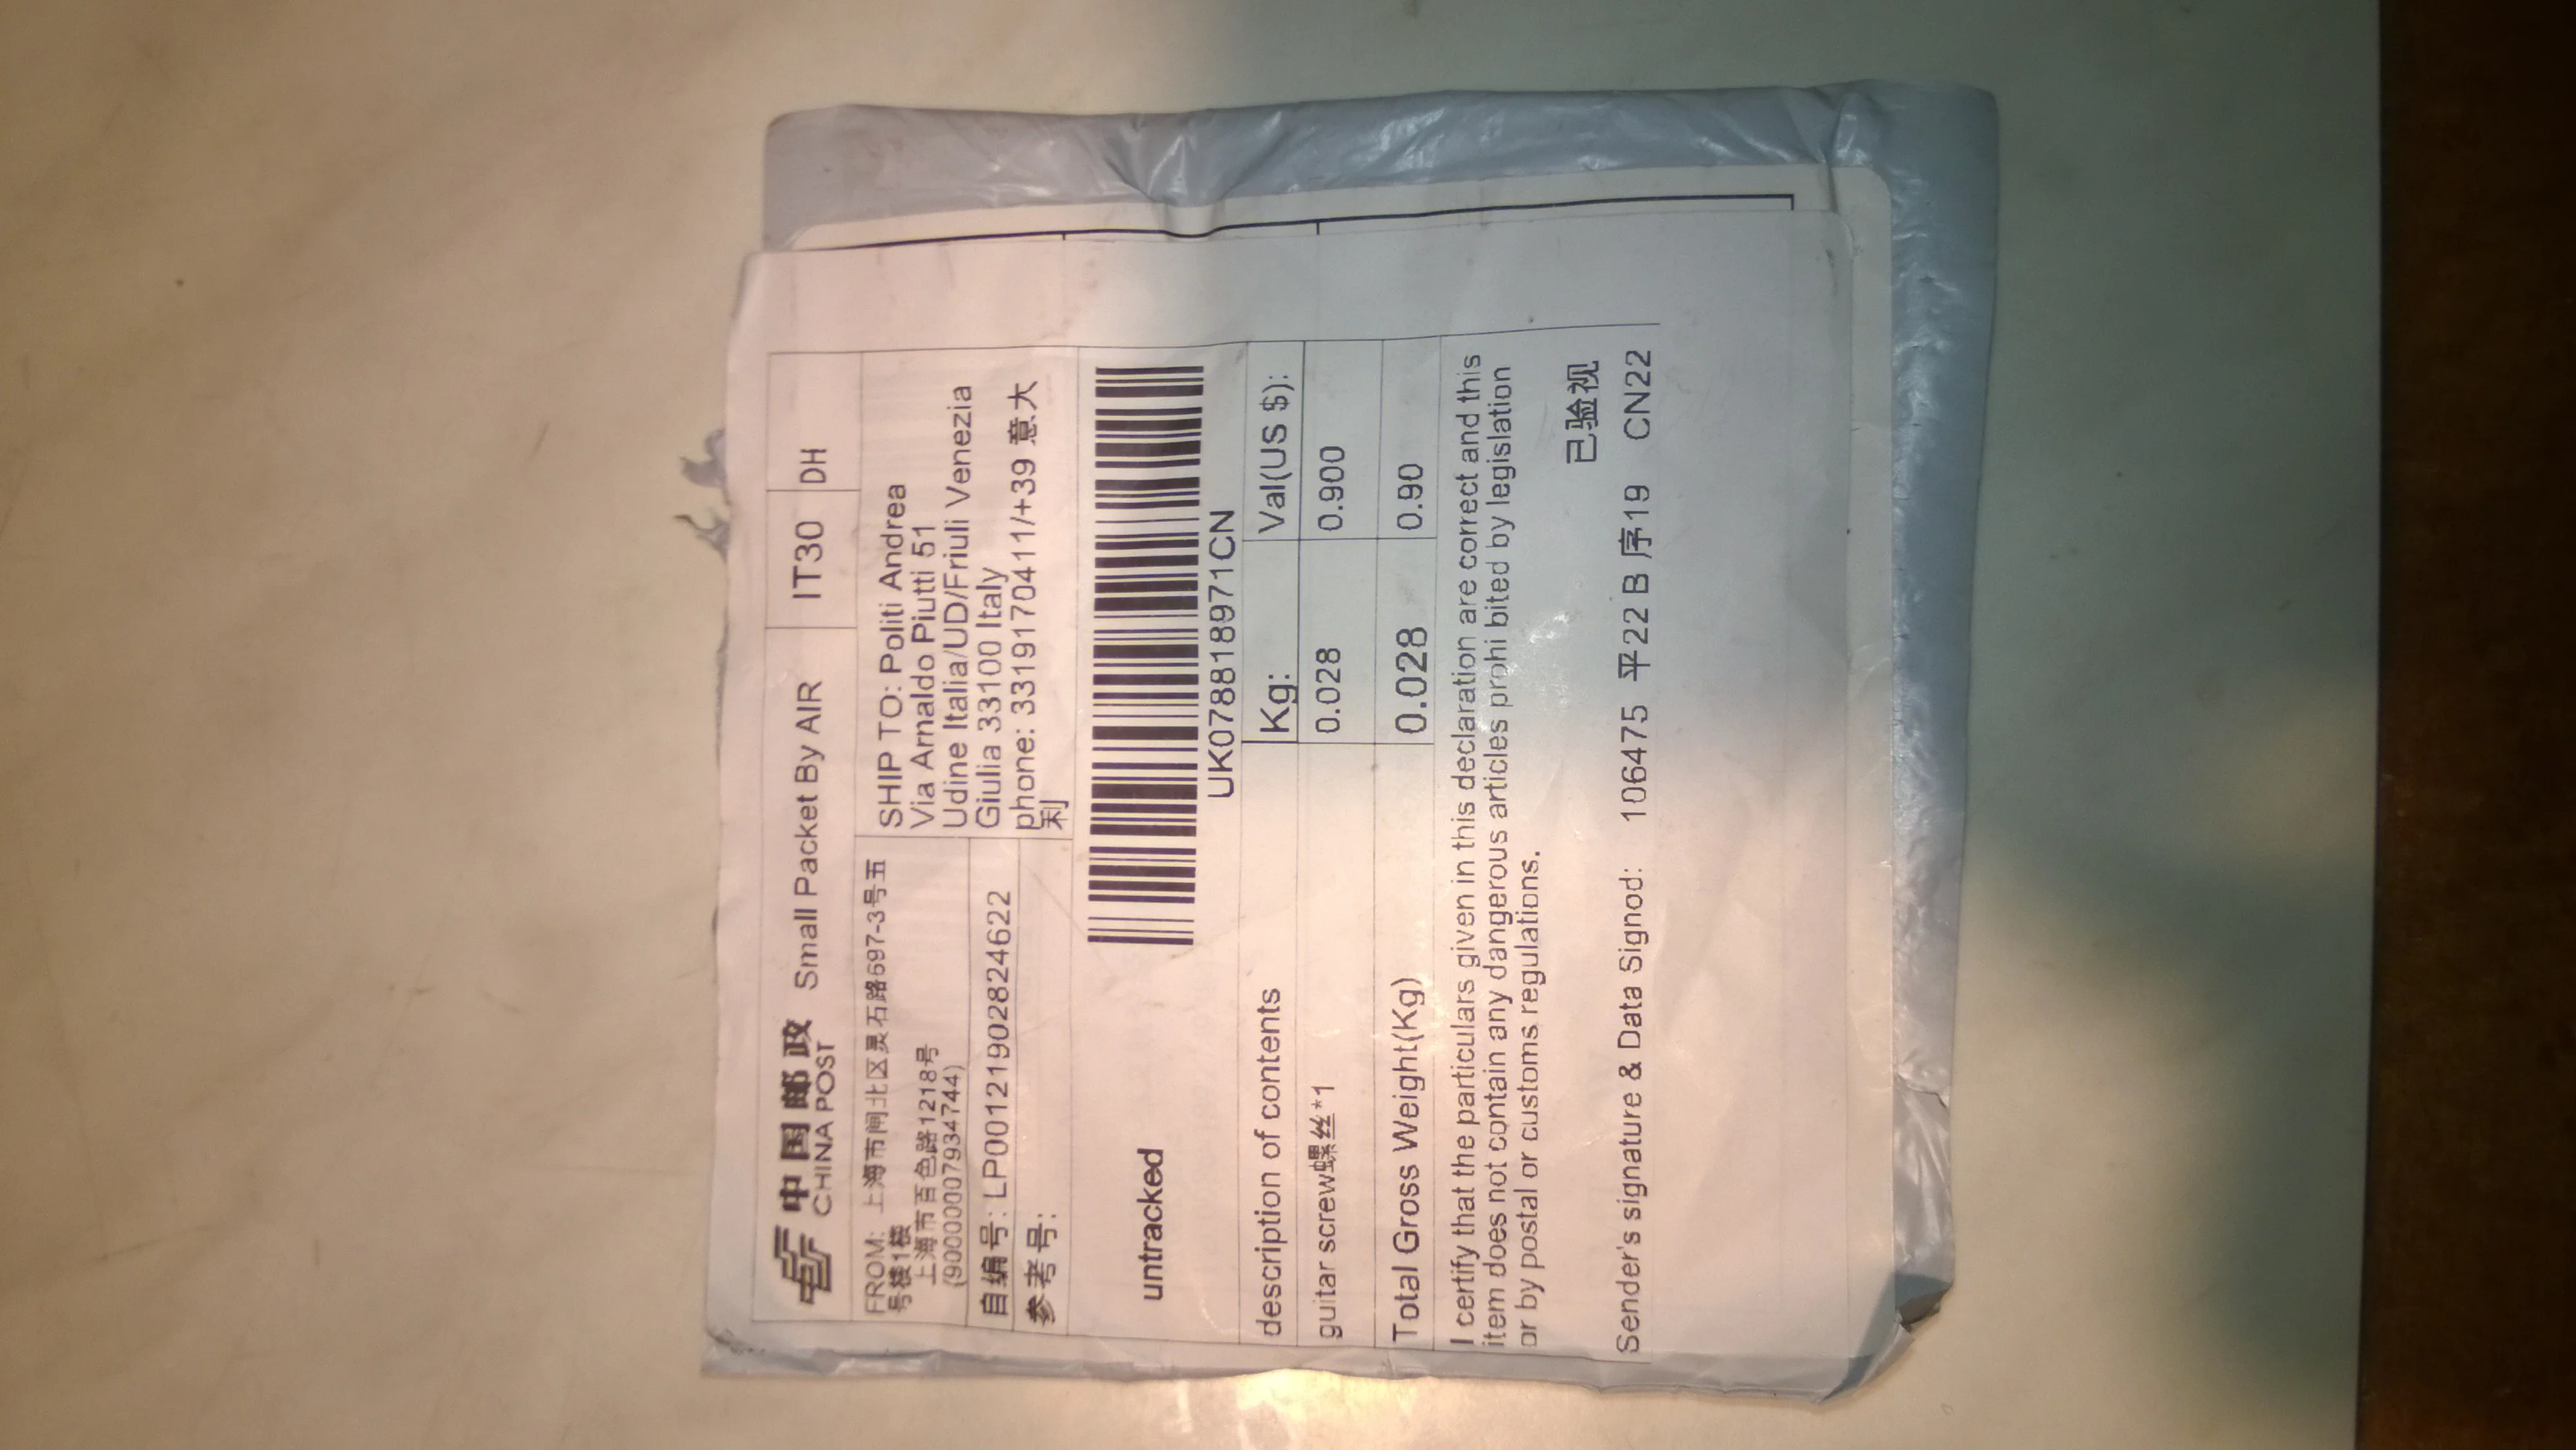 中国邮政
CHINA POST
Small Packet By AIR
IT30
DH
FROM: 上海市闸北区灵石路697-3号五
号楼1楼
上海市百色路1218号
(90000007934744)
自编号: LP00121902824622
参考号:
SHIP TO: Politi Andrea
Via Arnaldo Piutti 51
Udine Italia/UD/Friuli Venezia
Giulia 33100 Italy
phone: 3319170411/+39 意大
利
untracked
UK078818971CN
description of contents
Kg:
Val(US $):
guitar screw螺丝*1
0.028
0.900
Total Gross Weight(Kg)
0.028
0.90
I certify that the particulars given in this declaration are correct and this
item does not contain any dangerous articles prohi bited by legislation
or by postal or customs regulations.
已验视
Sender's signature & Data Signod: 106475 平22 B 序19 CN22